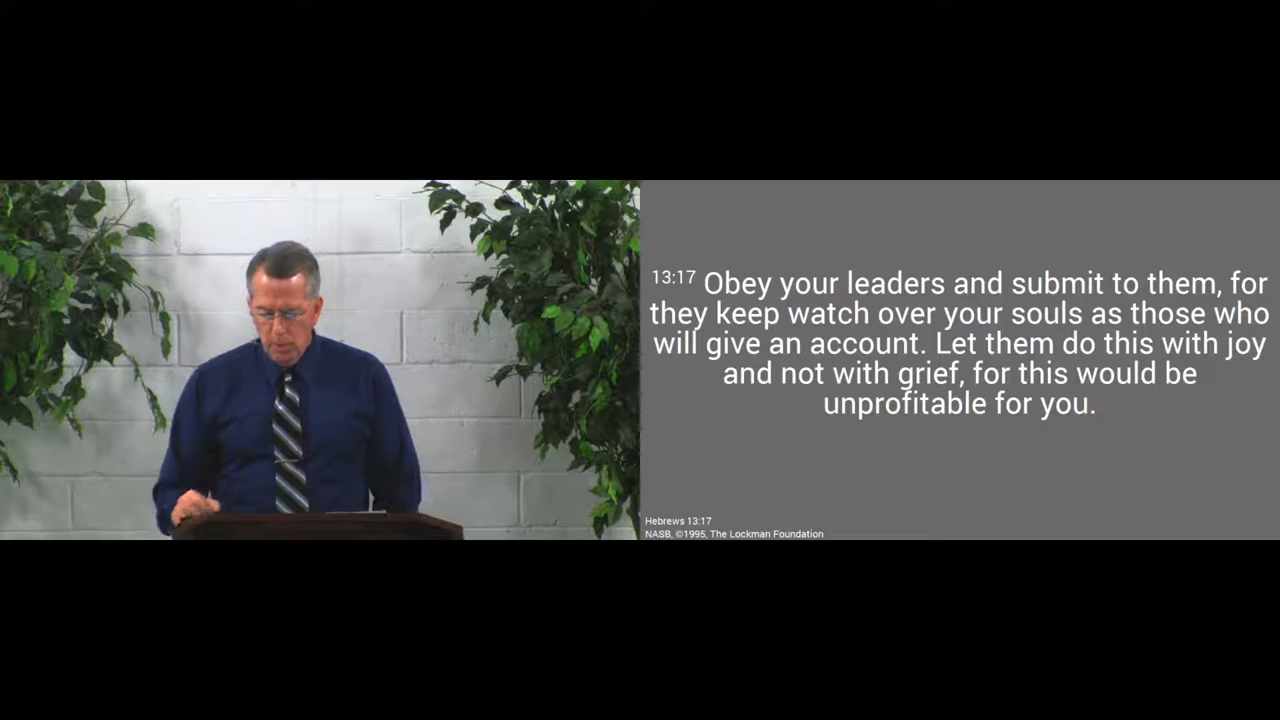 13:17 Obey your leaders and submit to them, for
they keep watch over your souls as those who
will give an account. Let them do this with joy
and not with grief, for this would be
unprofitable for you.
Hebrews 13:17
NASB, ©1995, The Lockman Foundation